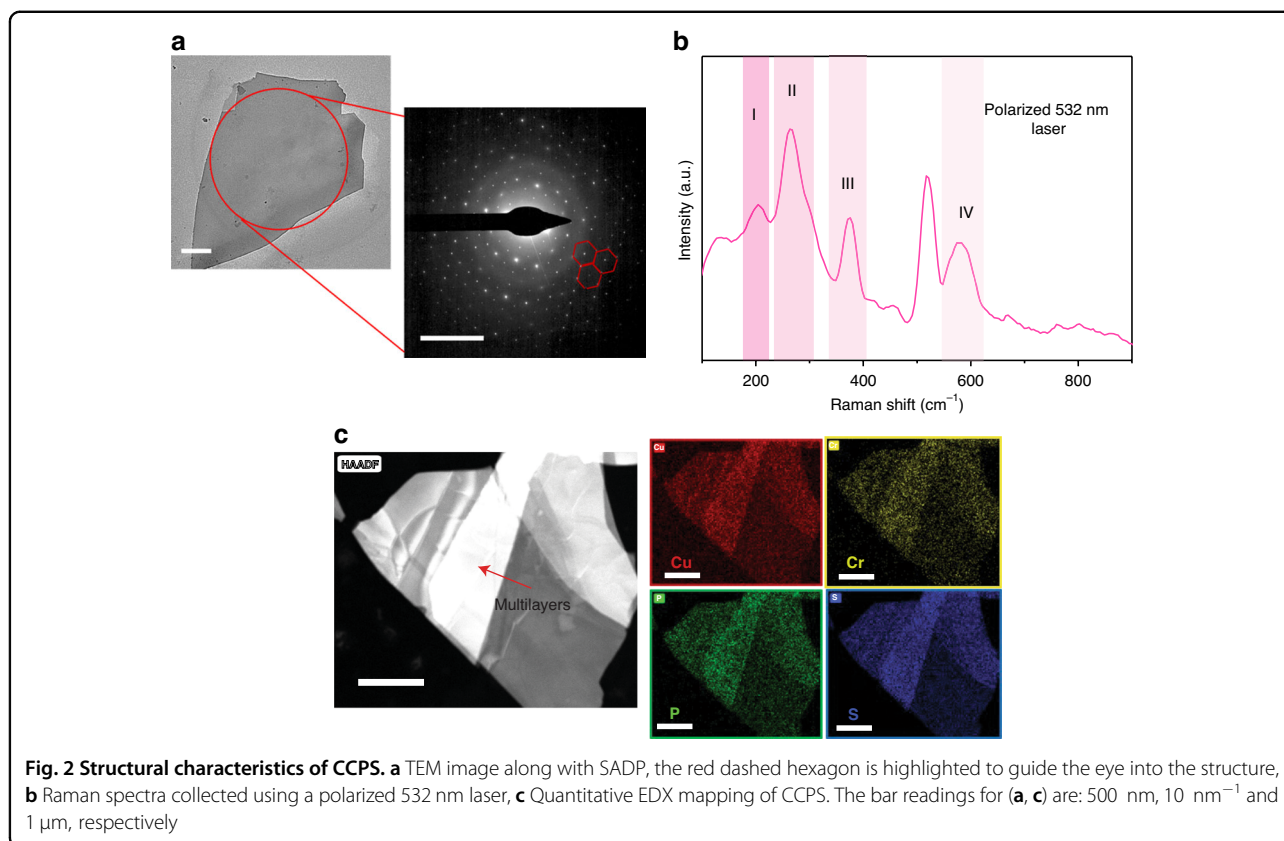 a
b
I
II
III
IV
Polarized 532 nm
laser
Intensity (a.u.)
200
400
600
800
Raman shift (cm⁻¹)
c
HAADF
Multilayers
Cu
Cu
Cr
Cr
P
P
S
S
Fig. 2 Structural characteristics of CCPS. a TEM image along with SADP, the red dashed hexagon is highlighted to guide the eye into the structure,
b Raman spectra collected using a polarized 532 nm laser, c Quantitative EDX mapping of CCPS. The bar readings for (a, c) are: 500 nm, 10 nm⁻¹ and
1 μm, respectively